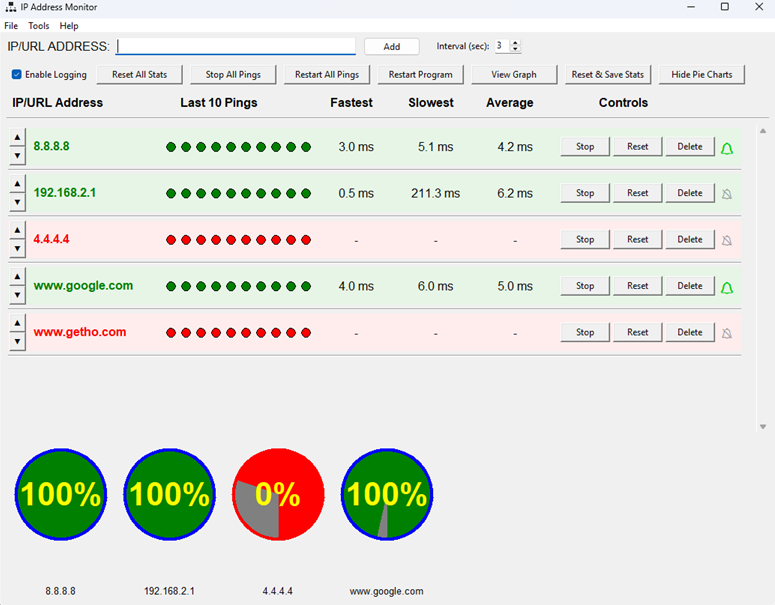 IP Address Monitor
File Tools Help
IP/URL ADDRESS: Add Interval (sec): 3
Enable Logging Reset All Stats Stop All Pings Restart All Pings Restart Program View Graph Reset & Save Stats Hide Pie Charts
IP/URL Address Last 10 Pings Fastest Slowest Average Controls
8.8.8.8 3.0 ms 5.1 ms 4.2 ms Stop Reset Delete
192.168.2.1 0.5 ms 211.3 ms 6.2 ms Stop Reset Delete
4.4.4.4 - - - Stop Reset Delete
www.google.com 4.0 ms 6.0 ms 5.0 ms Stop Reset Delete
www.getho.com - - - Stop Reset Delete
100% 100% 0% 100%
8.8.8.8 192.168.2.1 4.4.4.4 www.google.com